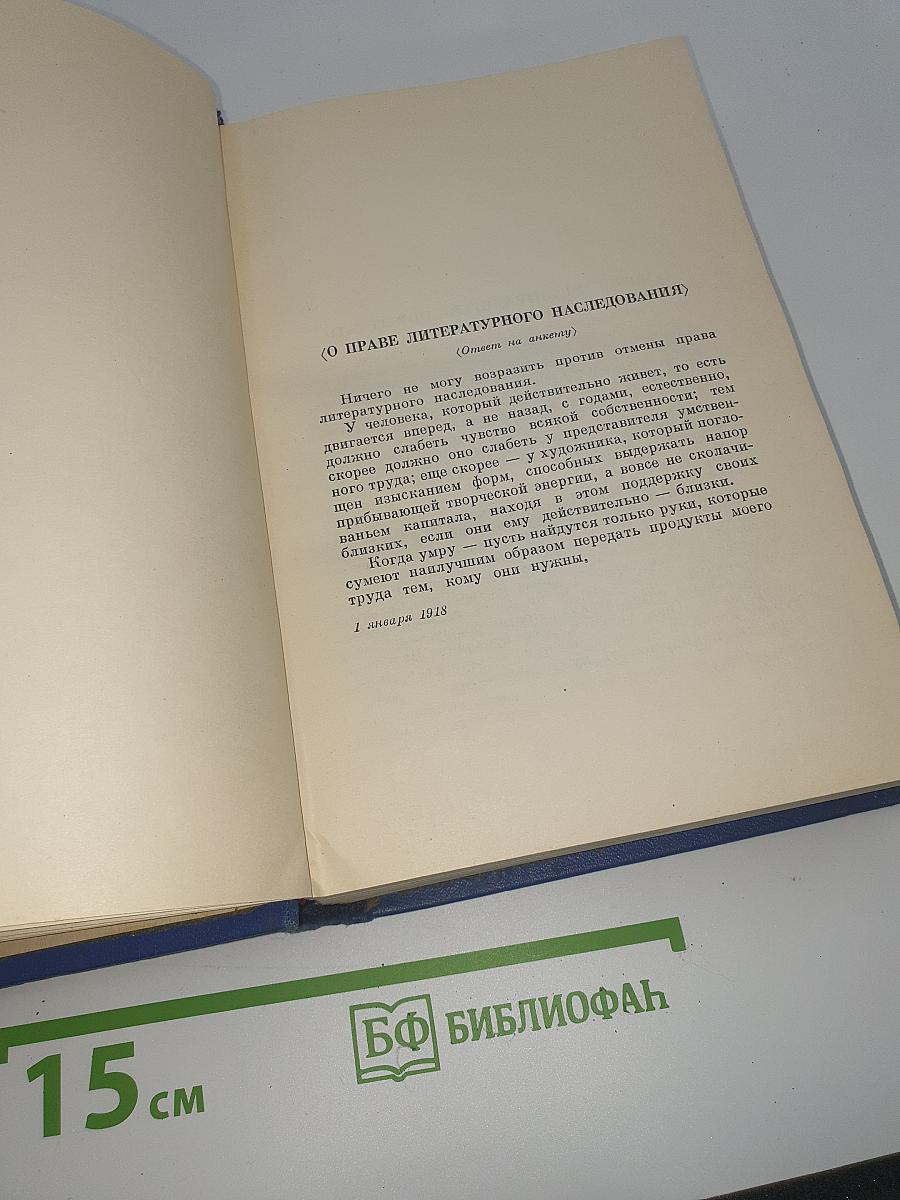 ⟨О ПРАВЕ ЛИТЕРАТУРНОГО НАСЛЕДОВАНИЯ⟩
⟨Ответ на анкету⟩
Ничего не могу возразить против отмены права
литературного наследования.
У человека, который действительно живет, то есть
двигается вперед, а не назад, с годами, естественно,
должно слабеть чувство всякой собственности; тем
скорее должно оно слабеть у представителя умствен-
ного труда; еще скорее — у художника, который погло-
щен изысканием форм, способных выдержать напор
прибывающей творческой энергии, а вовсе не сколачи-
ваньем капитала, находя в этом поддержку своих
близких, если они ему действительно — близки.
Когда умру — пусть найдутся только руки, которые
сумеют наилучшим образом передать продукты моего
труда тем, кому они нужны,
1 января 1918
15 см
БФ БИБЛИОФАН